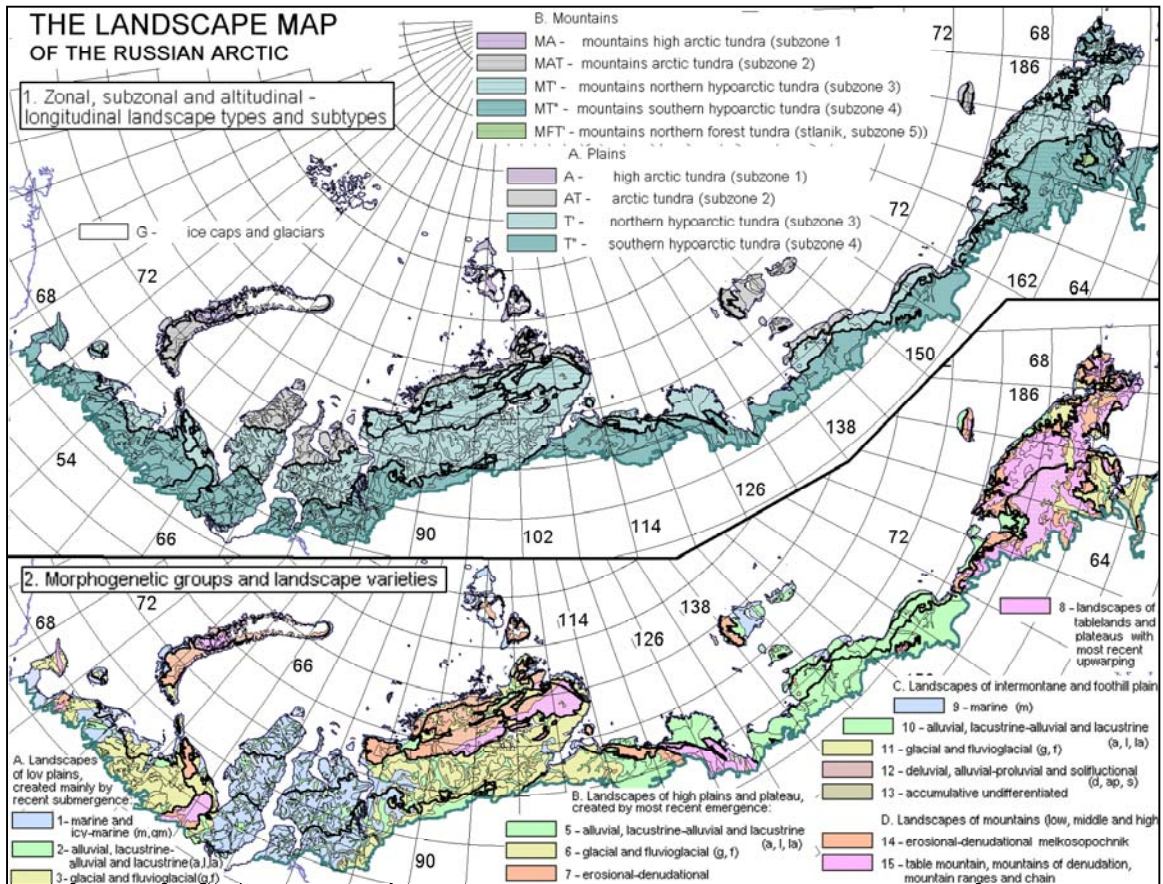 THE LANDSCAPE MAP
OF THE RUSSIAN ARCTIC
1. Zonal, subzonal and altitudinal -
longitudinal landscape types and subtypes
B. Mountains
MA - mountains high arctic tundra (subzone 1
MAT - mountains arctic tundra (subzone 2)
MT' - mountains northern hypoarctic tundra (subzone 3)
MT" - mountains southern hypoarctic tundra (subzone 4)
MFT' - mountains northern forest tundra (stlanik, subzone 5))
A. Plains
A - high arctic tundra (subzone 1)
AT - arctic tundra (subzone 2)
T' - northern hypoarctic tundra (subzone 3)
T" - southern hypoarctic tundra (subzone 4)
G - ice caps and glaciars
72
68
186
72
72
68
162
64
150
54
138
126
66
90
102
114
68
186
72
64
2. Morphogenetic groups and landscape varieties
72
68
66
114
138
126
90
8 - landscapes of
tablelands and
plateaus with
most recent
upwarping
A. Landscapes
of lov plains,
created mainly by
recent submergence:
1- marine and
icy-marine (m,qm)
2- alluvial, lacustrine-
alluvial and lacustrine(a,l,la)
3- glacial and fluvioglacial(g,f)
B. Landscapes of high plains and plateau,
created by most recent emergence:
5 - alluvial, lacustrine-alluvial and lacustrine
(a, l, la)
6 - glacial and fluvioglacial (g, f)
7 - erosional-denudational
C. Landscapes of intermontane and foothill plain
9 - marine (m)
10 - alluvial, lacustrine-alluvial and lacustrine
(a, l, la)
11 - glacial and fluvioglacial (g, f)
12 - deluvial, alluvial-proluvial and solifluctional
(d, ap, s)
13 - accumulative undifferentiated
D. Landscapes of mountains (low, middle and high
14 - erosional-denudational melkosopochnik
15 - table mountain, mountains of denudation,
mountain ranges and chain